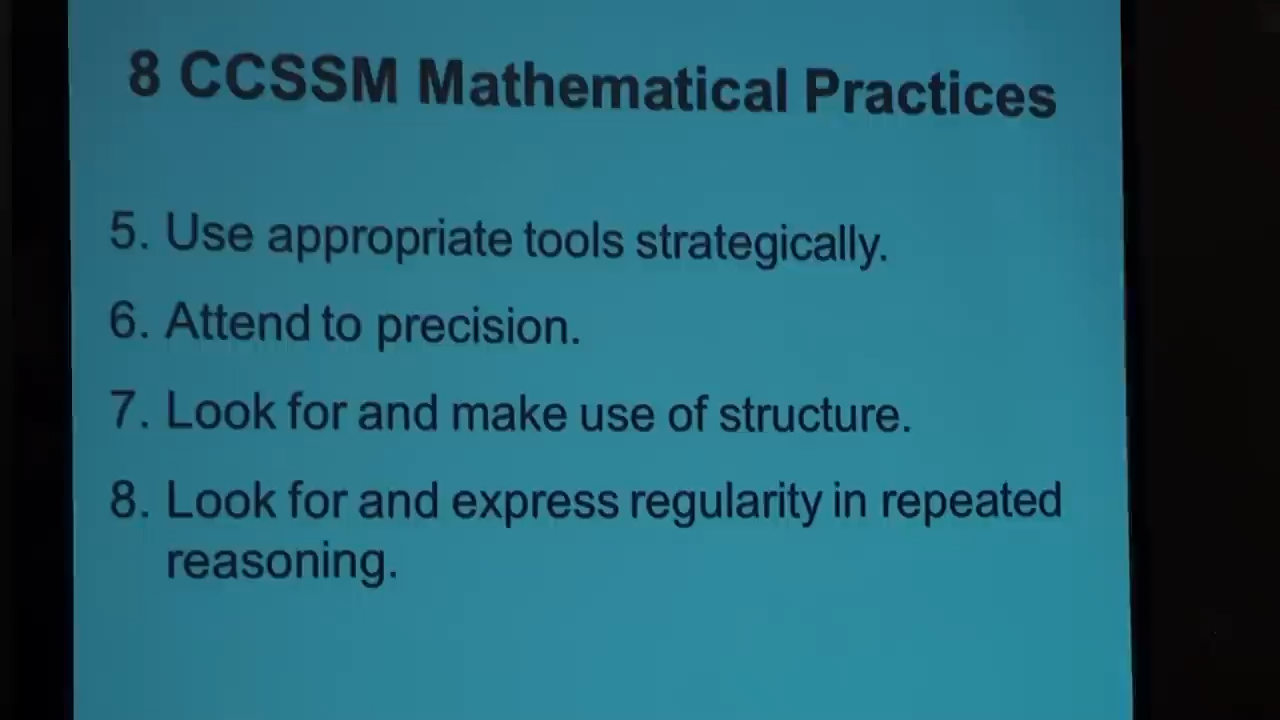 8 CCSSM Mathematical Practices
5. Use appropriate tools strategically.
6. Attend to precision.
7. Look for and make use of structure.
8. Look for and express regularity in repeated
reasoning.